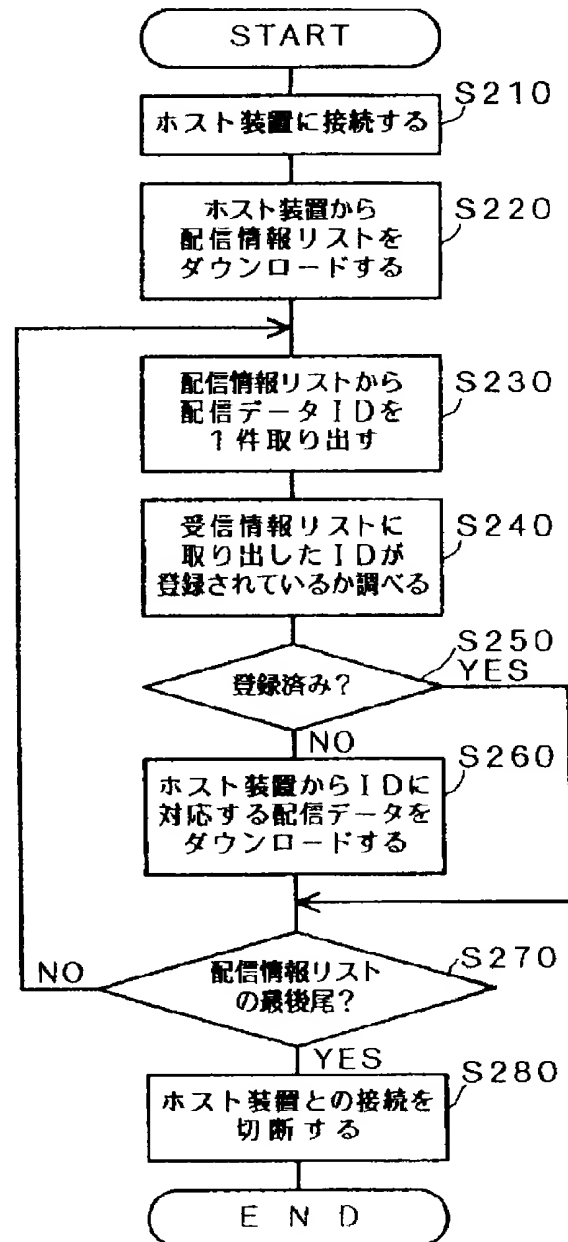 START
S210
ホスト装置に接続する
S220
ホスト装置から
配信情報リストを
ダウンロードする
S230
配信情報リストから
配信データIDを
1件取り出す
S240
受信情報リストに
取り出したIDが
登録されているか調べる
S250
登録済み?
YES
NO
S260
ホスト装置からIDに
対応する配信データを
ダウンロードする
S270
配信情報リスト
の最後尾?
NO
YES
S280
ホスト装置との接続を
切断する
END